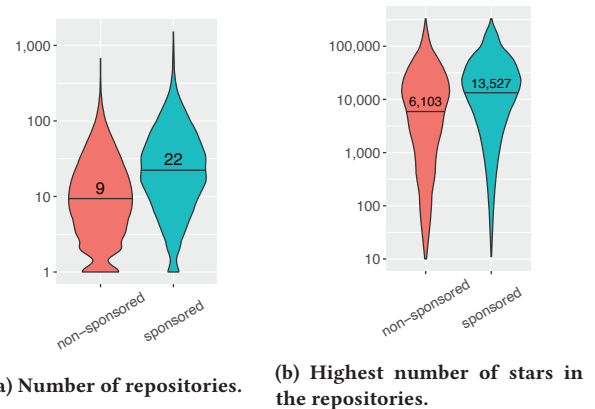 1,000
100
10
1
9
22
non-sponsored
sponsored
a) Number of repositories.
100,000
10,000
1,000
100
10
6,103
13,527
non-sponsored
sponsored
(b) Highest number of stars in
the repositories.